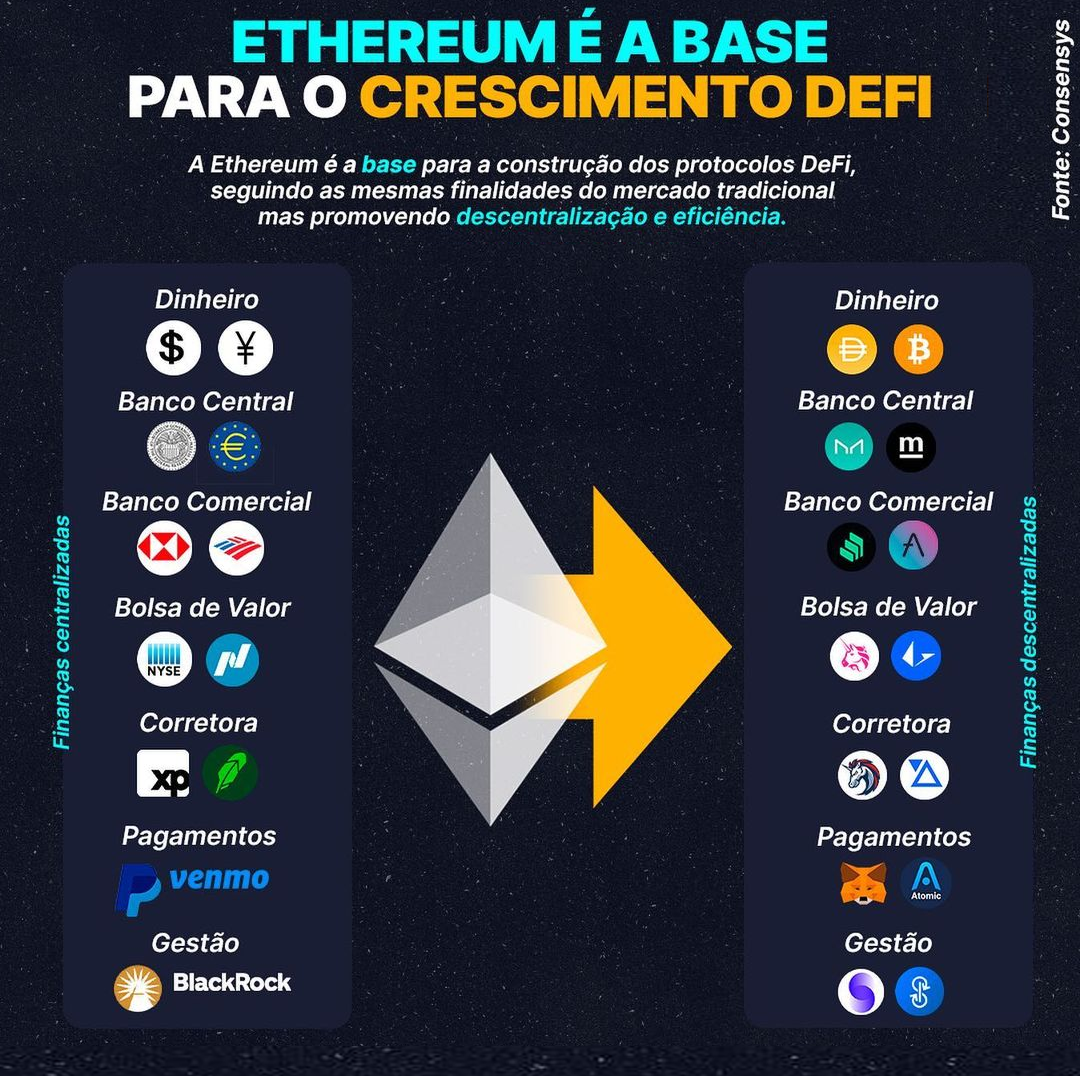 ETHEREUM É A BASE
PARA O CRESCIMENTO DEFI
A Ethereum é a base para a construção dos protocolos DeFi,
seguindo as mesmas finalidades do mercado tradicional
mas promovendo descentralização e eficiência.
Fonte: Consensys
Finanças centralizadas
Dinheiro
$ ¥
Banco Central
€
Banco Comercial
Bolsa de Valor
NYSE
Corretora
xp
Pagamentos
venmo
Gestão
BlackRock
Finanças descentralizadas
Dinheiro
Banco Central
m
Banco Comercial
Bolsa de Valor
Corretora
Pagamentos
Atomic
Gestão